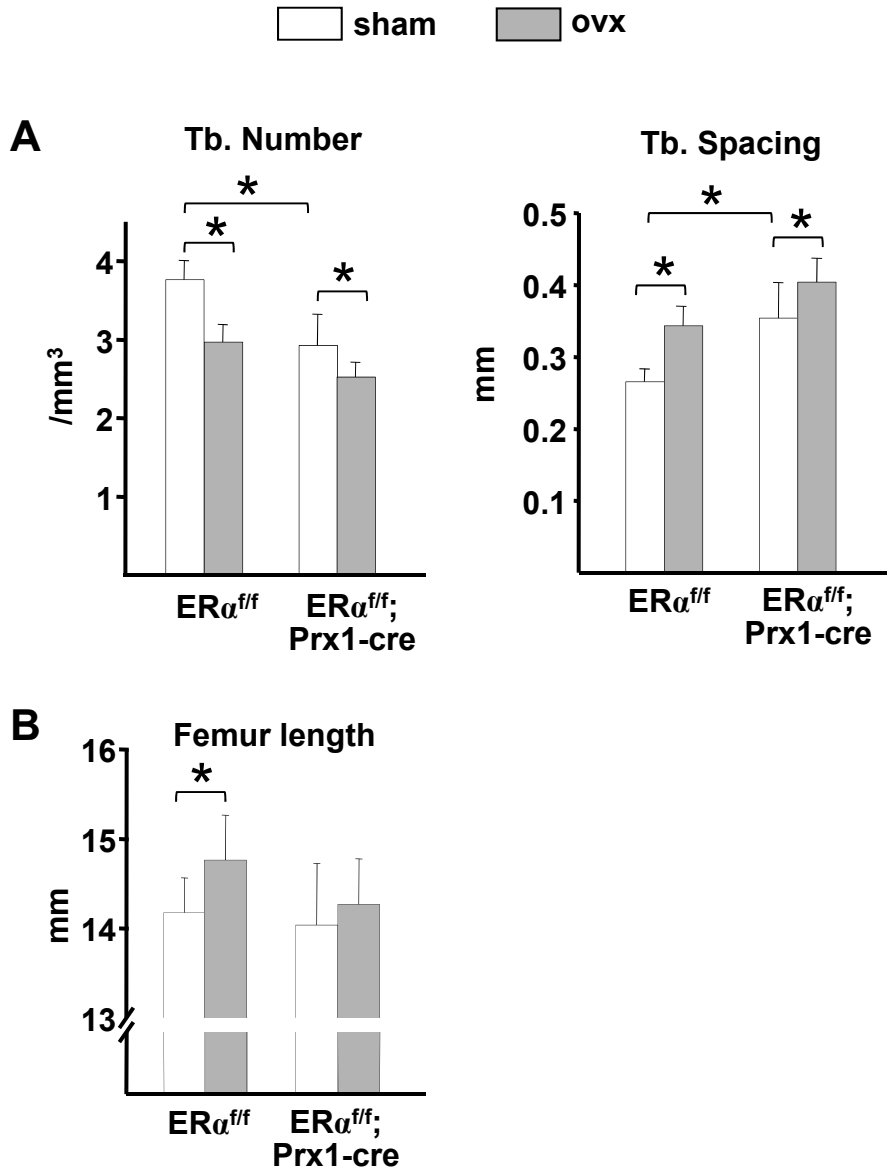 sham ovx
A
Tb. Number
*
*
*
4
3
2
1
/mm³
ERαf/f
ERαf/f;
Prx1-cre
Tb. Spacing
*
*
*
0.5
0.4
0.3
0.2
0.1
mm
ERαf/f
ERαf/f;
Prx1-cre
B
Femur length
*
16
15
14
13
mm
ERαf/f
ERαf/f;
Prx1-cre